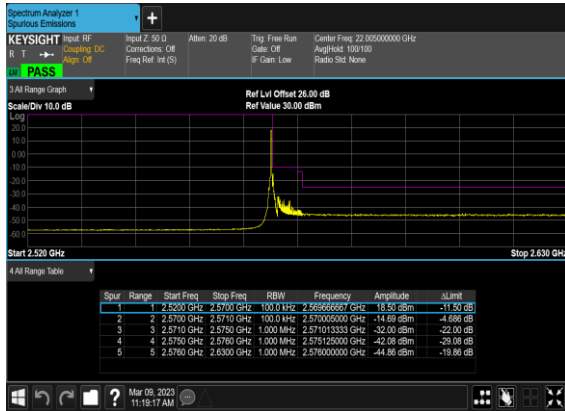 Spectrum Analyzer 1
Spurious Emissions
KEYSIGHT
R T
LW
PASS
Input: RF
Coupling: DC
Align: Off
Input Z: 50 Ω
Corrections: Off
Freq Ref: Int (S)
Atten: 20 dB
Trig: Free Run
Gate: Off
IF Gain: Low
Center Freq: 22.005000000 GHz
Avg|Hold: 100/100
Radio Std: None
3 All Range Graph
Ref Lvl Offset 26.00 dB
Scale/Div 10.0 dB
Ref Value 30.00 dBm
Log
20.0
10.0
0.00
-10.0
-20.0
-30.0
-40.0
-50.0
-60.0
Start 2.520 GHz
Stop 2.630 GHz
4 All Range Table
Spur Range Start Freq Stop Freq RBW Frequency Amplitude ΔLimit
1 1 2.5200 GHz 2.5700 GHz 100.0 kHz 2.569666667 GHz 18.50 dBm -11.50 dB
2 2 2.5700 GHz 2.5710 GHz 100.0 kHz 2.570005000 GHz -14.69 dBm -4.686 dB
3 3 2.5710 GHz 2.5750 GHz 1.000 MHz 2.571013333 GHz -32.00 dBm -22.00 dB
4 4 2.5750 GHz 2.5760 GHz 1.000 MHz 2.575125000 GHz -42.08 dBm -29.08 dB
5 5 2.5760 GHz 2.6300 GHz 1.000 MHz 2.576000000 GHz -44.86 dBm -19.86 dB
?
Mar 09, 2023
11:19:17 AM